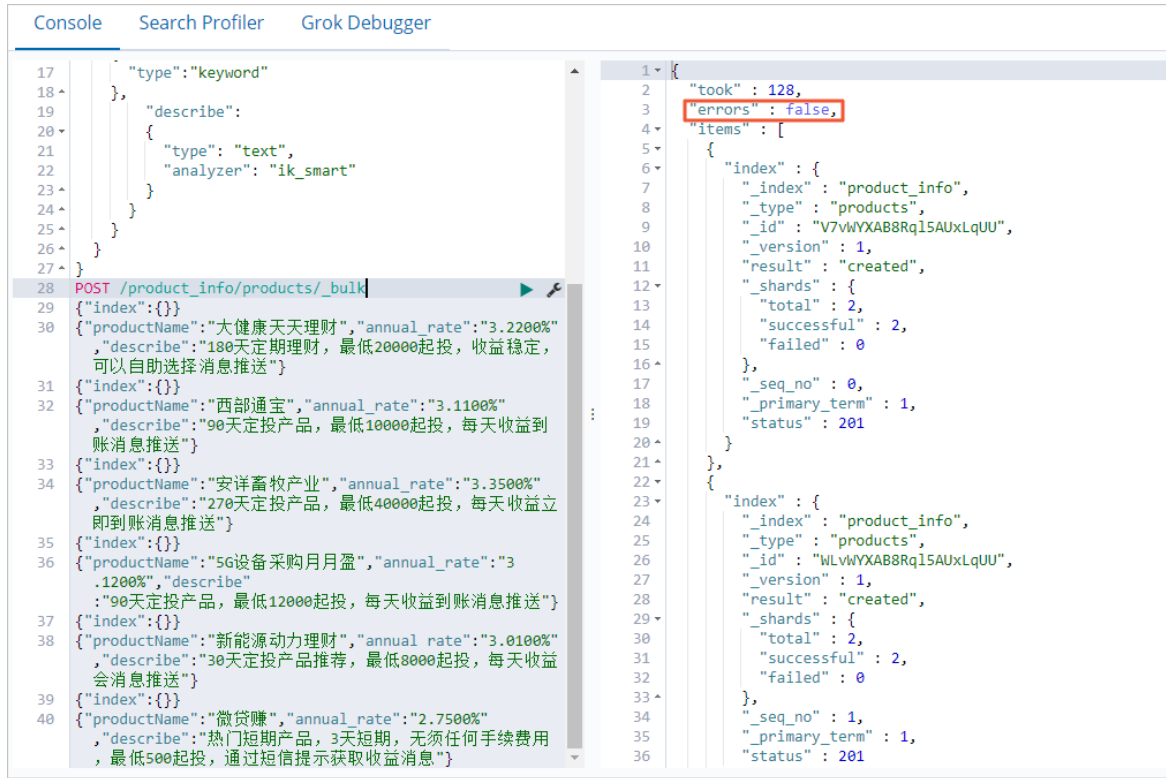 Console Search Profiler Grok Debugger
17 "type":"keyword"
18 },
19 "describe":
20 {
21 "type": "text",
22 "analyzer": "ik_smart"
23 }
24 }
25 }
26 }
27 }
28 POST /product_info/products/_bulk
29 {"index":{}}
30 {"productName":"大健康天天理财","annual_rate":"3.2200%"
,"describe":"180天定期理财，最低20000起投，收益稳定，
可以自助选择消息推送"}
31 {"index":{}}
32 {"productName":"西部通宝","annual_rate":"3.1100%"
,"describe":"90天定投产品，最低10000起投，每天收益到
账消息推送"}
33 {"index":{}}
34 {"productName":"安详畜牧产业","annual_rate":"3.3500%"
,"describe":"270天定投产品，最低40000起投，每天收益立
即到账消息推送"}
35 {"index":{}}
36 {"productName":"5G设备采购月月盈","annual_rate":"3
.1200%","describe"
:"90天定投产品，最低12000起投，每天收益到账消息推送"}
37 {"index":{}}
38 {"productName":"新能源动力理财","annual rate":"3.0100%"
,"describe":"30天定投产品推荐，最低8000起投，每天收益
会消息推送"}
39 {"index":{}}
40 {"productName":"微贷赚","annual_rate":"2.7500%"
,"describe":"热门短期产品，3天短期，无须任何手续费用
，最低500起投，通过短信提示获取收益消息"}
1 {
2 "took" : 128,
3 "errors" : false,
4 "items" : [
5 {
6 "index" : {
7 "_index" : "product_info",
8 "_type" : "products",
9 "_id" : "V7vWYXAB8Rql5AUxLqUU",
10 "_version" : 1,
11 "result" : "created",
12 "_shards" : {
13 "total" : 2,
14 "successful" : 2,
15 "failed" : 0
16 },
17 "_seq_no" : 0,
18 "_primary_term" : 1,
19 "status" : 201
20 }
21 },
22 {
23 "index" : {
24 "_index" : "product_info",
25 "_type" : "products",
26 "_id" : "WLvWYXAB8Rql5AUxLqUU",
27 "_version" : 1,
28 "result" : "created",
29 "_shards" : {
30 "total" : 2,
31 "successful" : 2,
32 "failed" : 0
33 },
34 "_seq_no" : 1,
35 "_primary_term" : 1,
36 "status" : 201